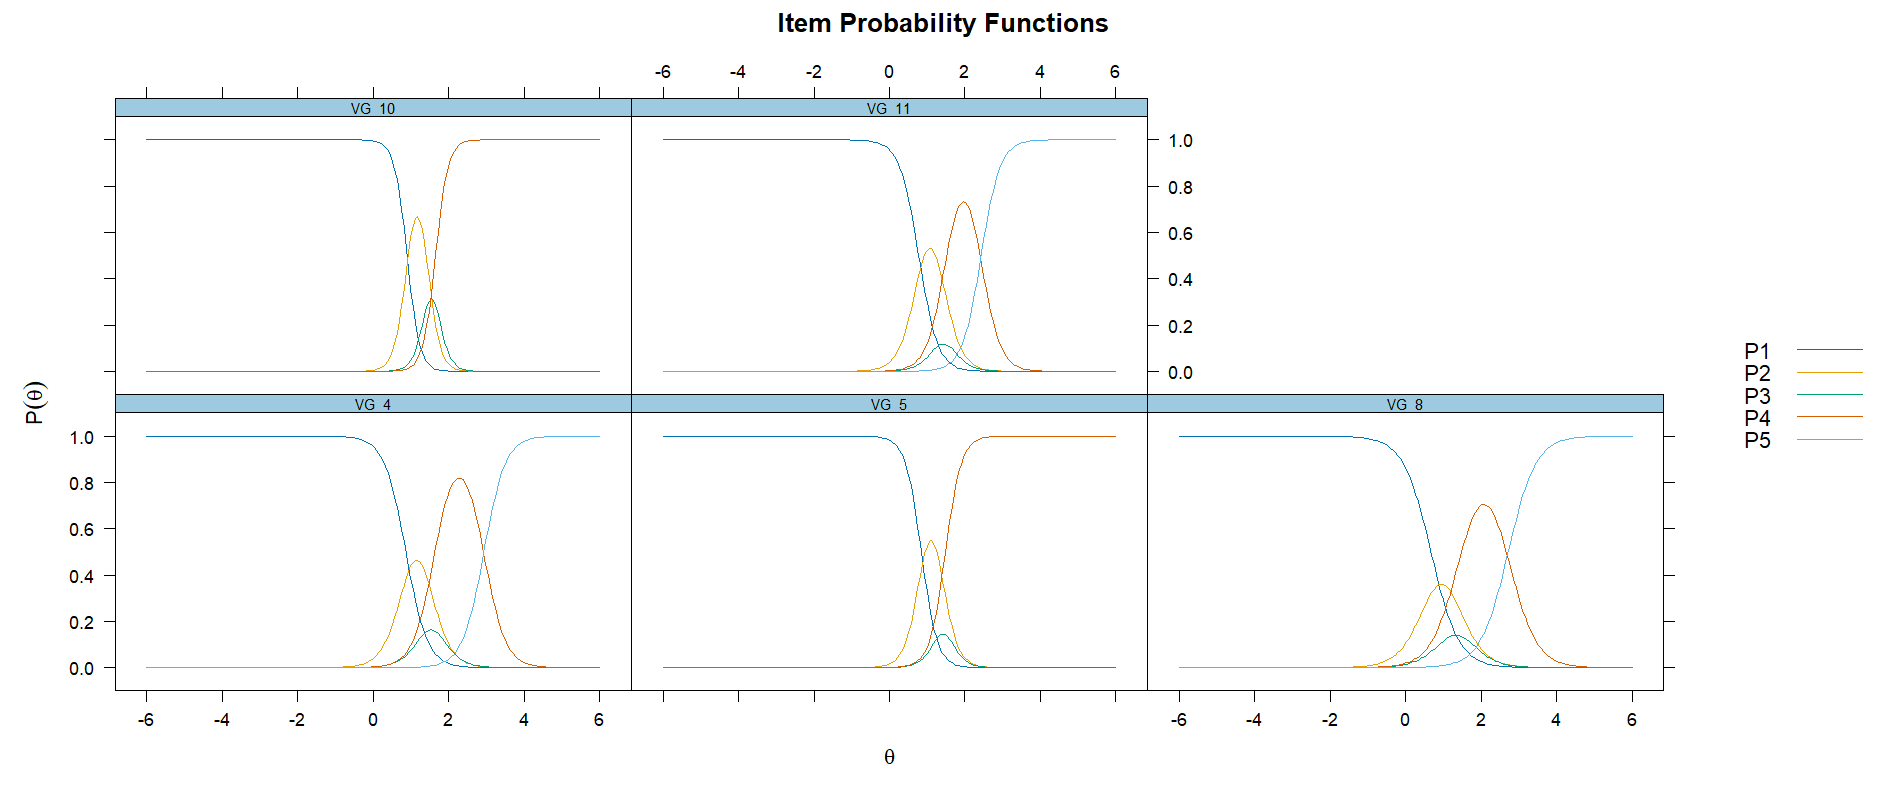 Item Probability Functions
-6 -4 -2 0 2 4 6
VG 10 VG 11
1.0
0.8
0.6
0.4
0.2
0.0
P1
P2
P3
P4
P5
P(θ)
VG 4 VG 5 VG 8
1.0
0.8
0.6
0.4
0.2
0.0
-6 -4 -2 0 2 4 6 -6 -4 -2 0 2 4 6
θ